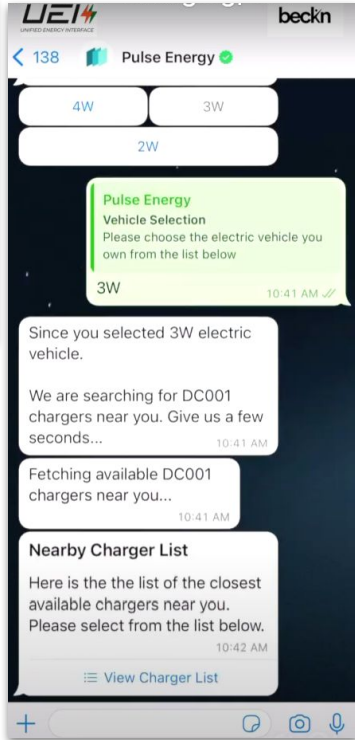 UEI
UNIFIED ENERGY INTERFACE
beckn
138
Pulse Energy
4W
3W
2W
Pulse Energy
Vehicle Selection
Please choose the electric vehicle you
own from the list below
3W
10:41 AM
Since you selected 3W electric
vehicle.
We are searching for DC001
chargers near you. Give us a few
seconds...
10:41 AM
Fetching available DC001
chargers near you...
10:41 AM
Nearby Charger List
Here is the the list of the closest
available chargers near you.
Please select from the list below.
10:42 AM
View Charger List